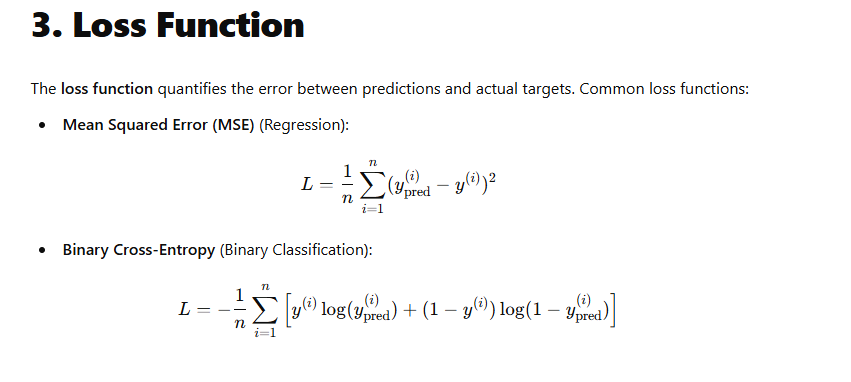 3. Loss Function
The loss function quantifies the error between predictions and actual targets. Common loss functions:
• Mean Squared Error (MSE) (Regression):
L = \frac{1}{n} \sum_{i=1}^{n} (y_{\text{pred}}^{(i)} - y^{(i)})^2
• Binary Cross-Entropy (Binary Classification):
L = -\frac{1}{n} \sum_{i=1}^{n} \left[ y^{(i)} \log(y_{\text{pred}}^{(i)}) + (1 - y^{(i)}) \log(1 - y_{\text{pred}}^{(i)}) \right]